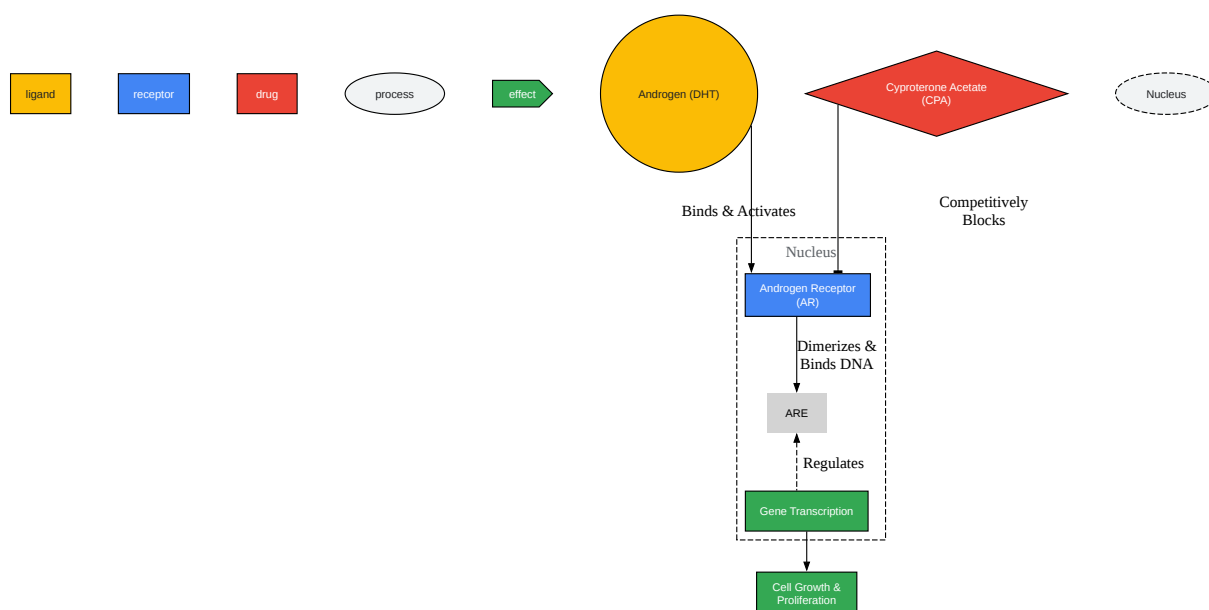 ligand
receptor
drug
process
effect
Androgen (DHT)
Cyproterone Acetate
(CPA)
Nucleus
Binds & Activates
Competitively
Blocks
Nucleus
Androgen Receptor
(AR)
Dimerizes &
Binds DNA
ARE
Regulates
Gene Transcription
Cell Growth &
Proliferation